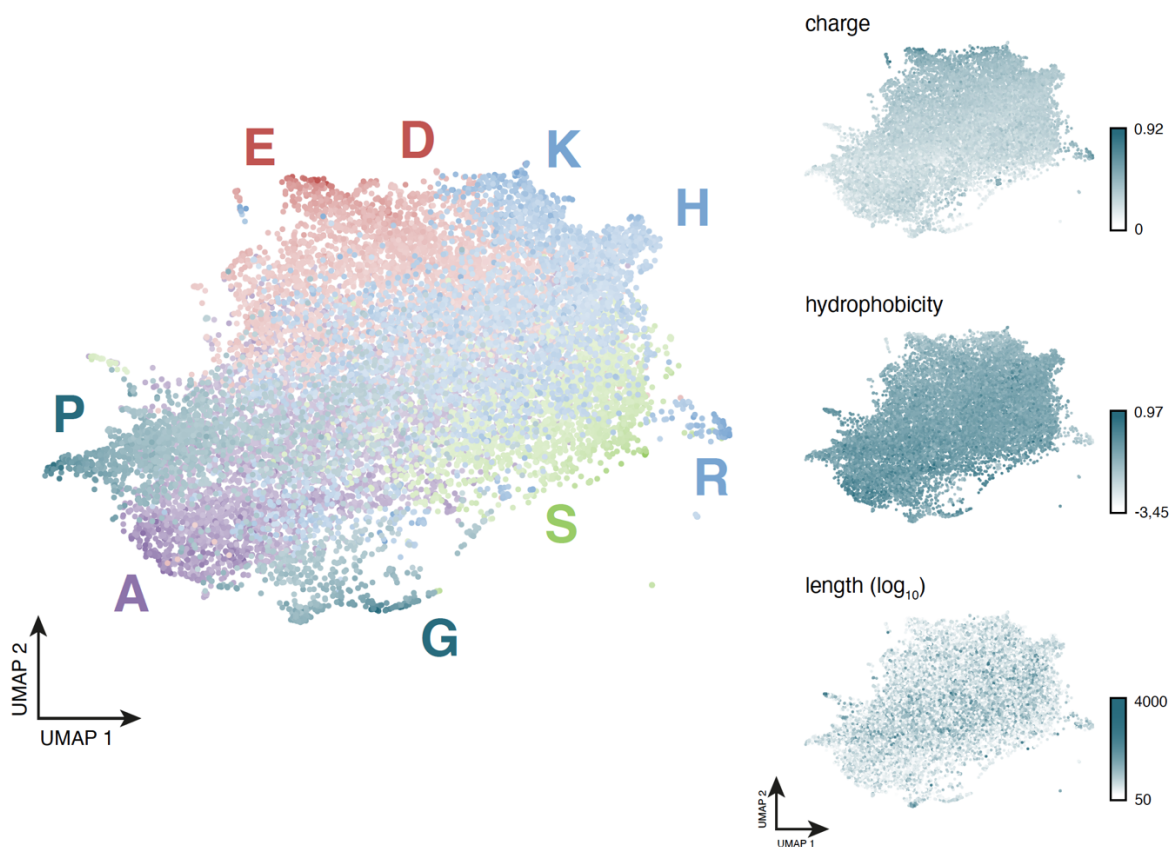 E
D
K
H
P
R
S
A
G
UMAP 2
UMAP 1
charge
0.92
0
hydrophobicity
0.97
-3,45
length (log₁₀)
4000
50
UMAP 2
UMAP 1